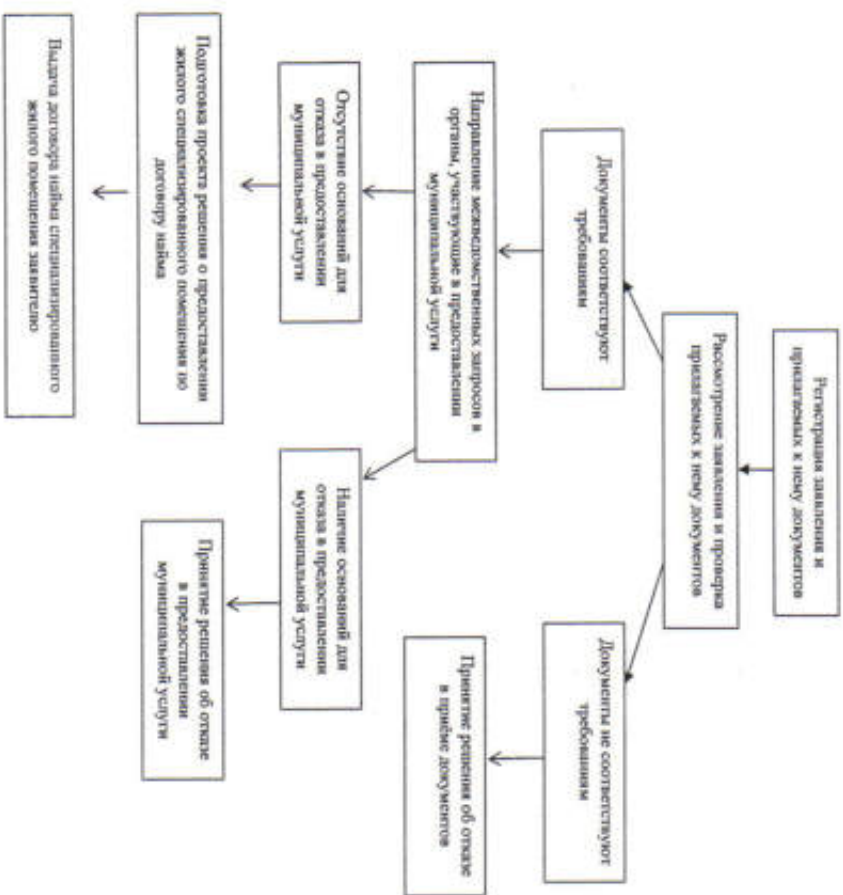 Регистрация заявления и
прилагаемых к нему документов
Рассмотрение заявления и проверка
прилагаемых к нему документов
Документы соответствуют
требованиям
Документы не соответствуют
требованиям
Направление межведомственных запросов в
органы, участвующие в предоставлении
муниципальной услуги
Принятие решения об отказе
в приёме документов
Отсутствие оснований для
отказа в предоставлении
муниципальной услуги
Наличие оснований для
отказа в предоставлении
муниципальной услуги
Подготовка проекта решения о предоставлении
жилого специализированного помещения по
договору найма
Принятие решения об отказе
в предоставлении
муниципальной услуги
Выдача договора найма специализированного
жилого помещения заявителю